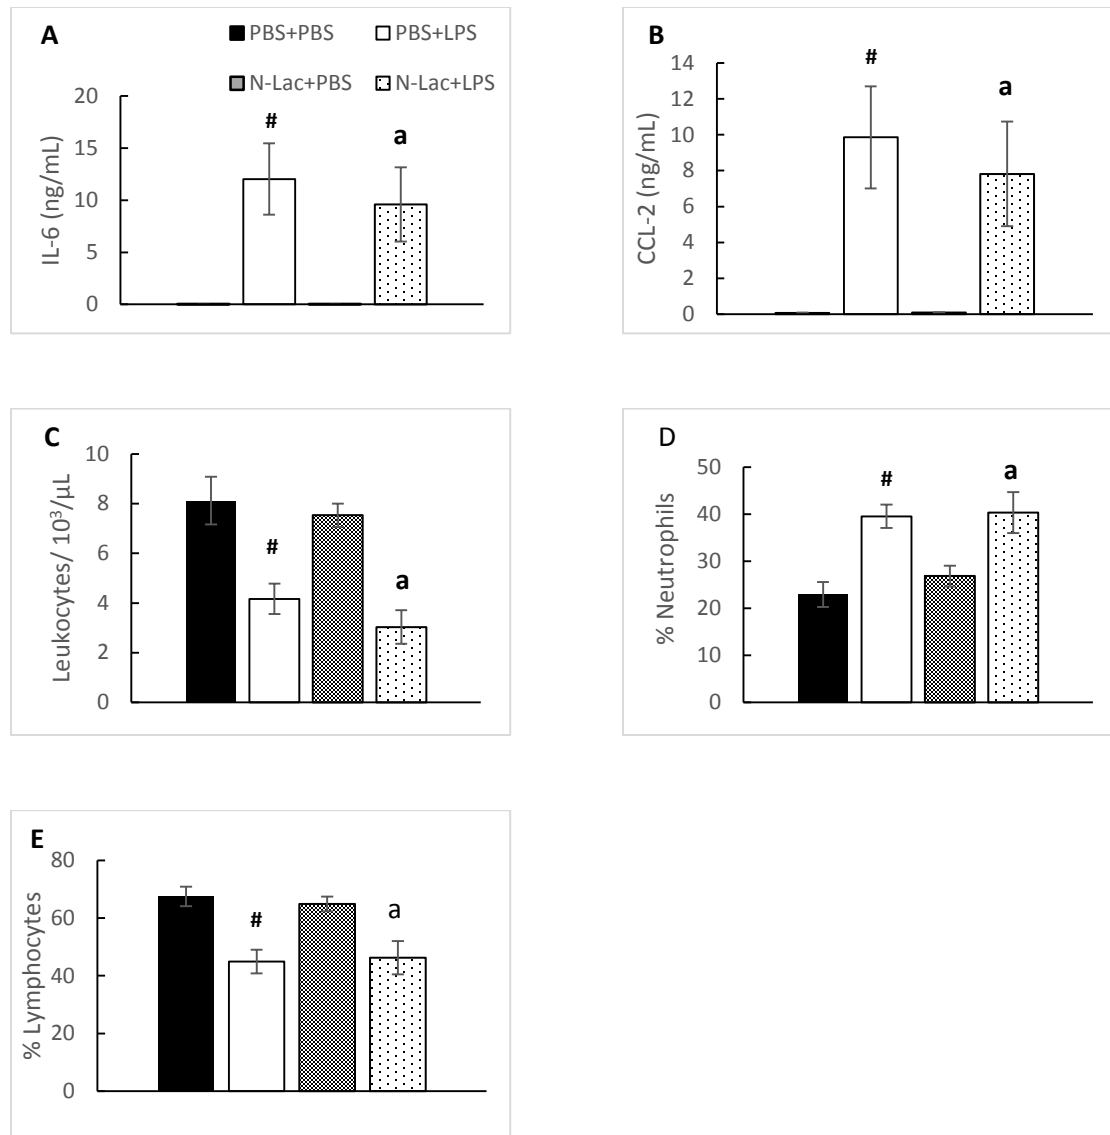 A
PBS+PBS PBS+LPS
N-Lac+PBS N-Lac+LPS
IL-6 (ng/mL)
20
15
10
5
0
#
a
B
CCL-2 (ng/mL)
14
12
10
8
6
4
2
0
#
a
C
Leukocytes/ 10³/µL
10
8
6
4
2
0
#
a
D
% Neutrophils
50
40
30
20
10
0
#
a
E
% Lymphocytes
80
60
40
20
0
#
a